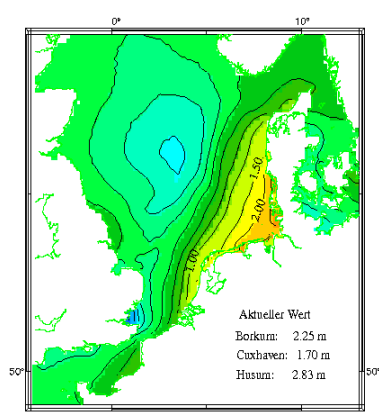 0° 10°
1.50
2.00
1.00
Aktueller Wert
Borkum: 2.25 m
Cuxhaven: 1.70 m
Husum: 2.83 m
50° 50°